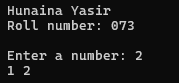 Hunaina Yasir
Roll number: 073
Enter a number: 2
1 2